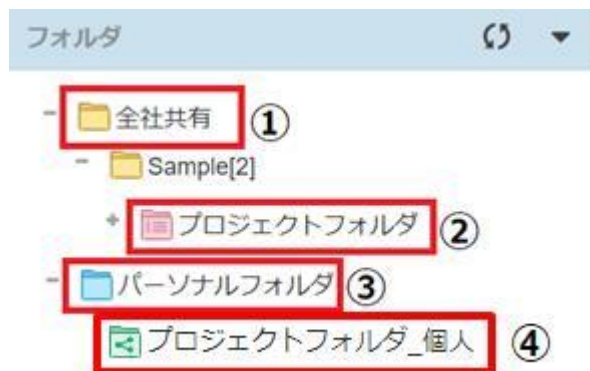 フォルダ
全社共有 ①
Sample[2]
プロジェクトフォルダ ②
パーソナルフォルダ ③
プロジェクトフォルダ_個人 ④